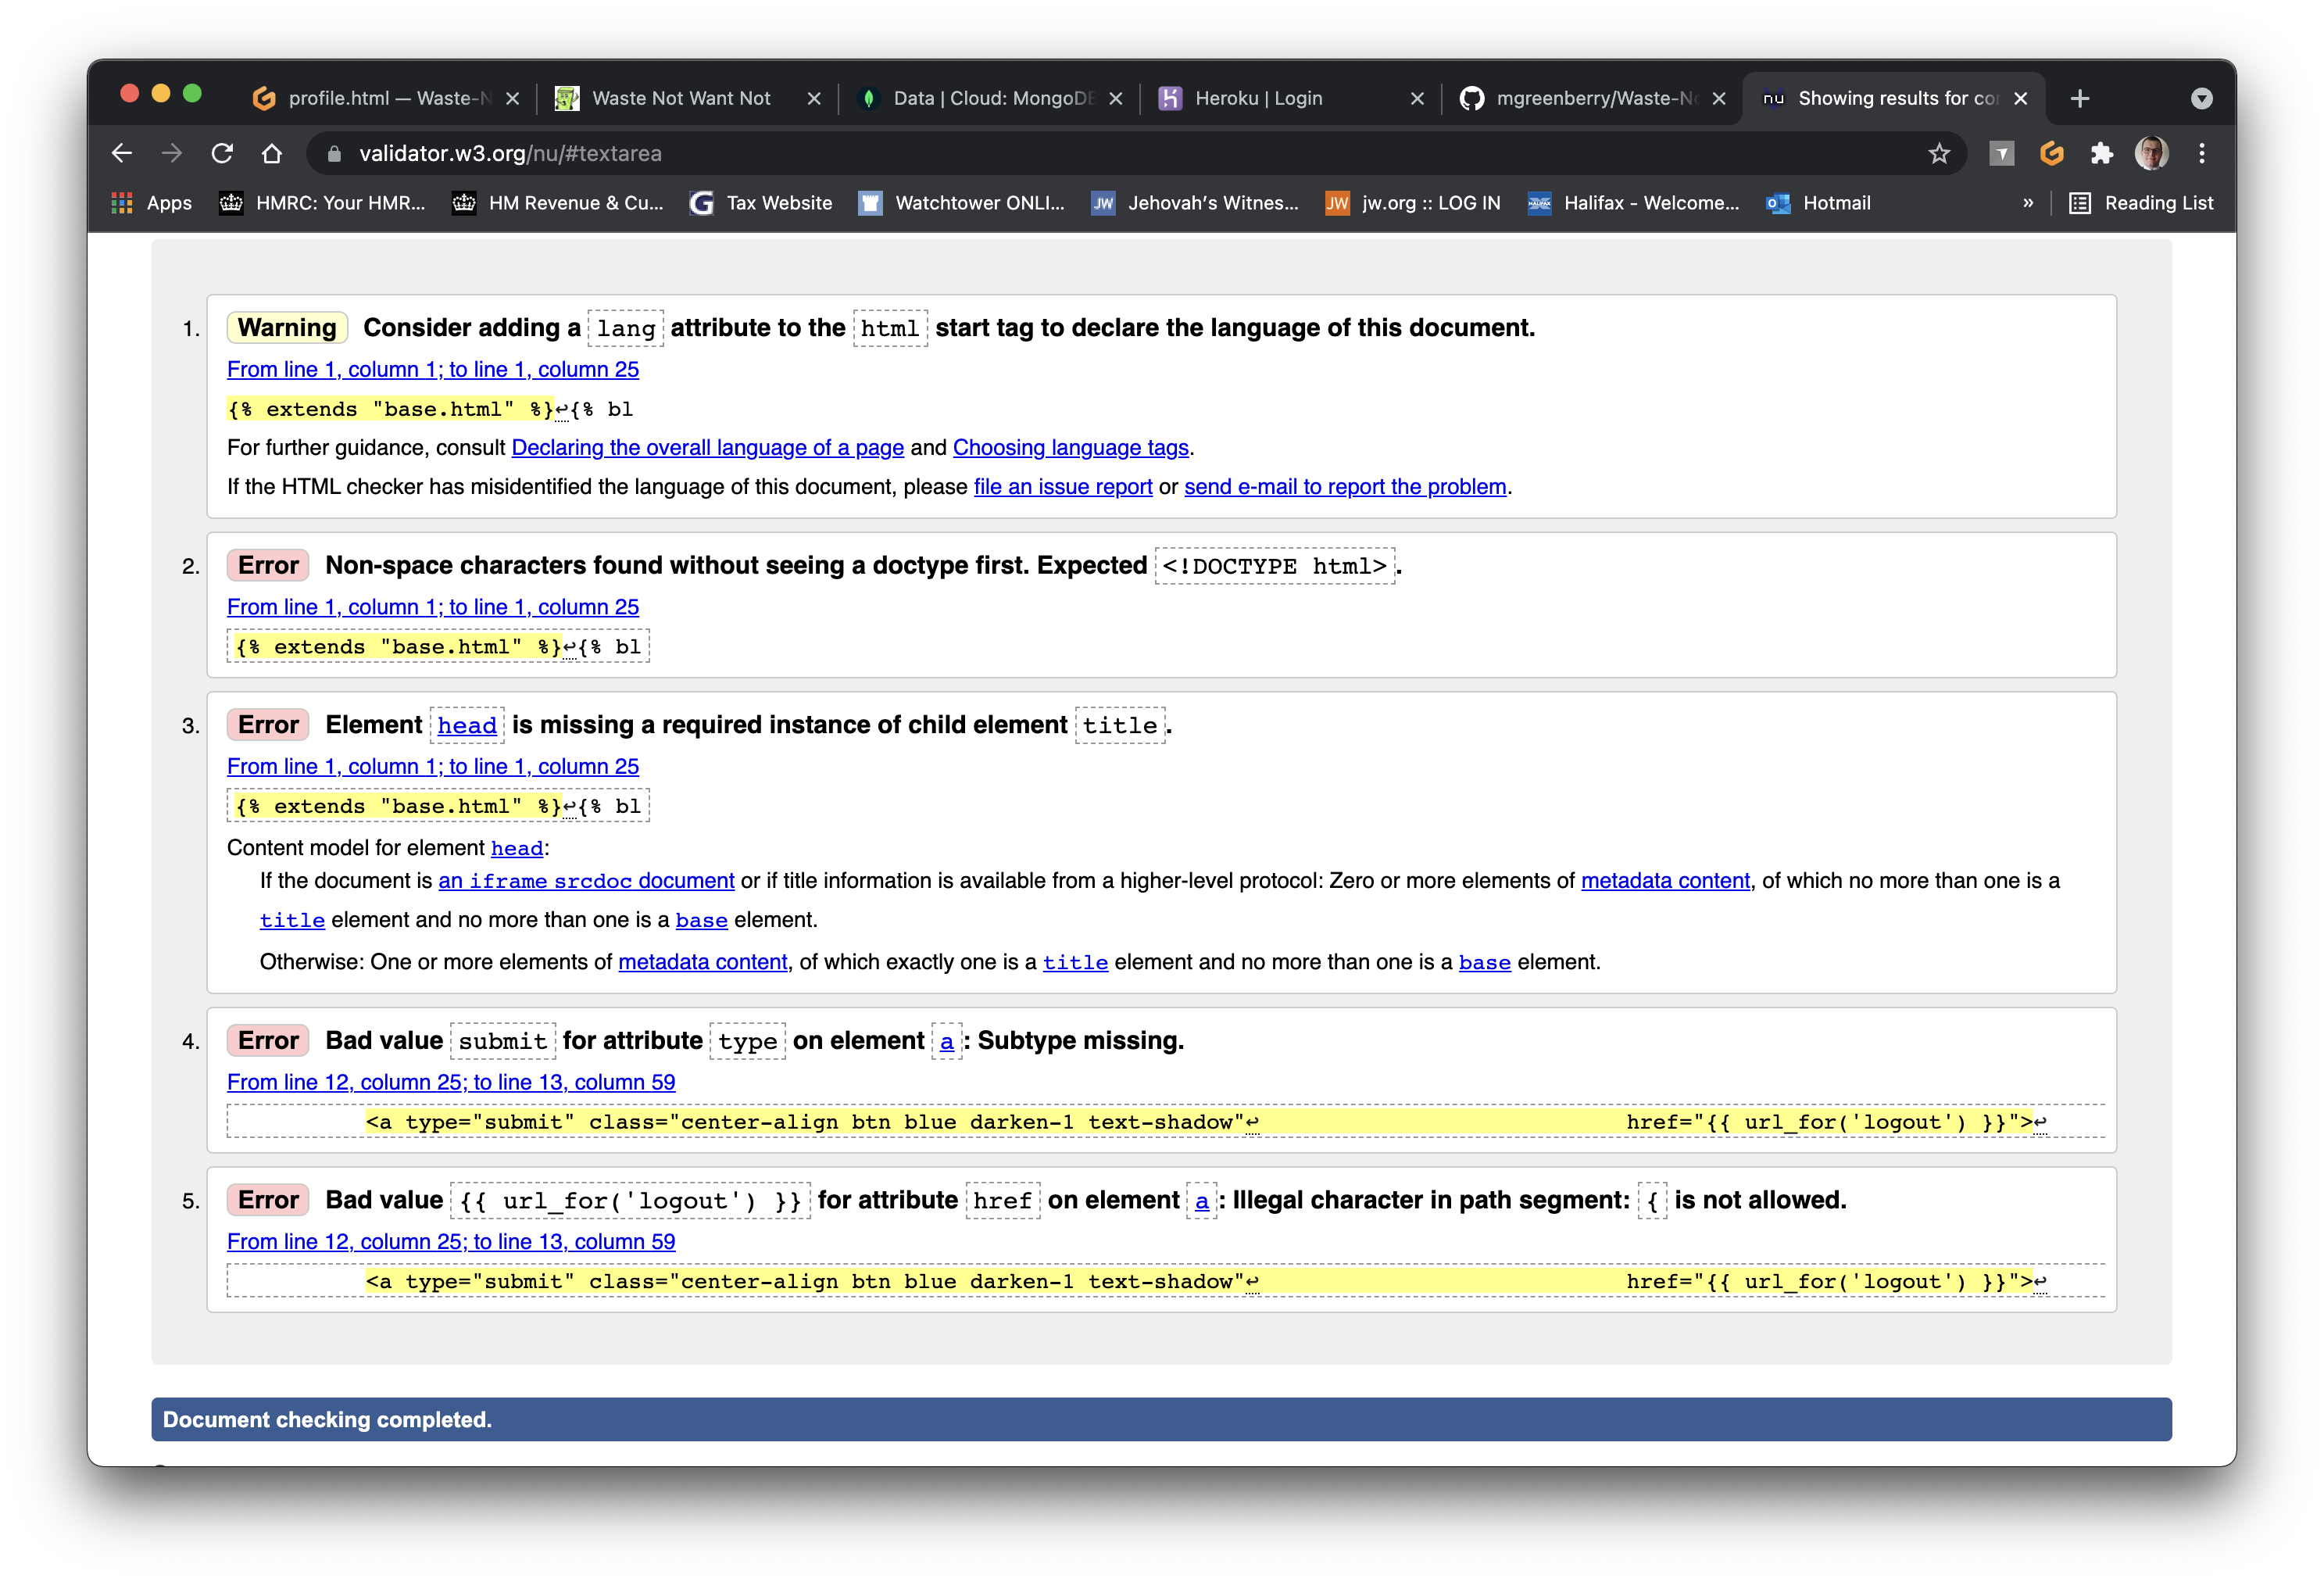 profile.html — Waste-N
Waste Not Want Not
Data | Cloud: MongoDB
Heroku | Login
mgreenberry/Waste-No
nu Showing results for con
validator.w3.org/nu/#textarea
Apps
HMRC: Your HMR...
HM Revenue & Cu...
Tax Website
Watchtower ONLI...
JW Jehovah's Witnes...
JW jw.org :: LOG IN
Halifax - Welcome...
Hotmail
»
Reading List
1. Warning Consider adding a lang attribute to the html start tag to declare the language of this document.
From line 1, column 1; to line 1, column 25
{% extends "base.html" %}↩{% bl
For further guidance, consult Declaring the overall language of a page and Choosing language tags.
If the HTML checker has misidentified the language of this document, please file an issue report or send e-mail to report the problem.
2. Error Non-space characters found without seeing a doctype first. Expected <!DOCTYPE html>.
From line 1, column 1; to line 1, column 25
{% extends "base.html" %}↩{% bl
3. Error Element head is missing a required instance of child element title.
From line 1, column 1; to line 1, column 25
{% extends "base.html" %}↩{% bl
Content model for element head:
If the document is an iframe srcdoc document or if title information is available from a higher-level protocol: Zero or more elements of metadata content, of which no more than one is a
title element and no more than one is a base element.
Otherwise: One or more elements of metadata content, of which exactly one is a title element and no more than one is a base element.
4. Error Bad value submit for attribute type on element a: Subtype missing.
From line 12, column 25; to line 13, column 59
<a type="submit" class="center-align btn blue darken-1 text-shadow"↩ href="{{ url_for('logout') }}">↩
5. Error Bad value {{ url_for('logout') }} for attribute href on element a: Illegal character in path segment: { is not allowed.
From line 12, column 25; to line 13, column 59
<a type="submit" class="center-align btn blue darken-1 text-shadow"↩ href="{{ url_for('logout') }}">↩
Document checking completed.